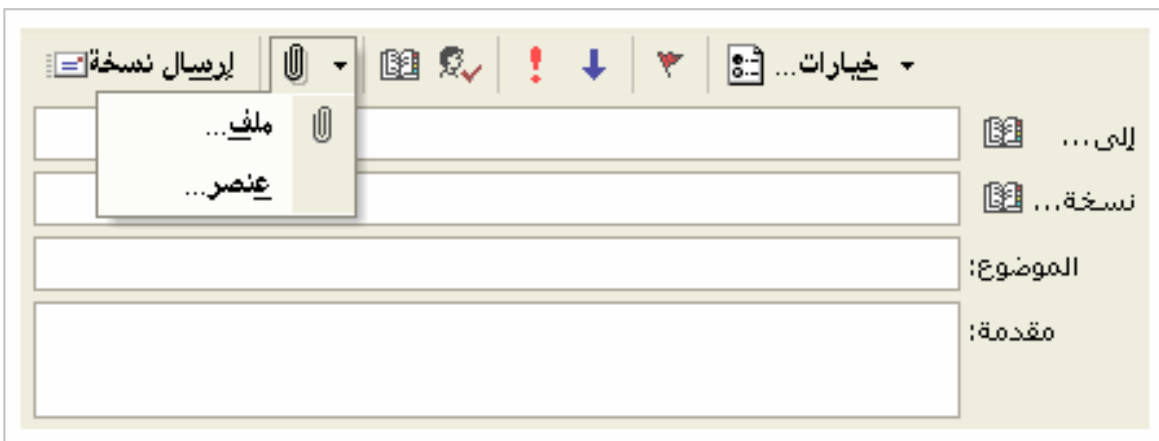 إرسال نسخة خيارات...
ملف...
عنصر...
إلى...
نسخة...
الموضوع:
مقدمة: